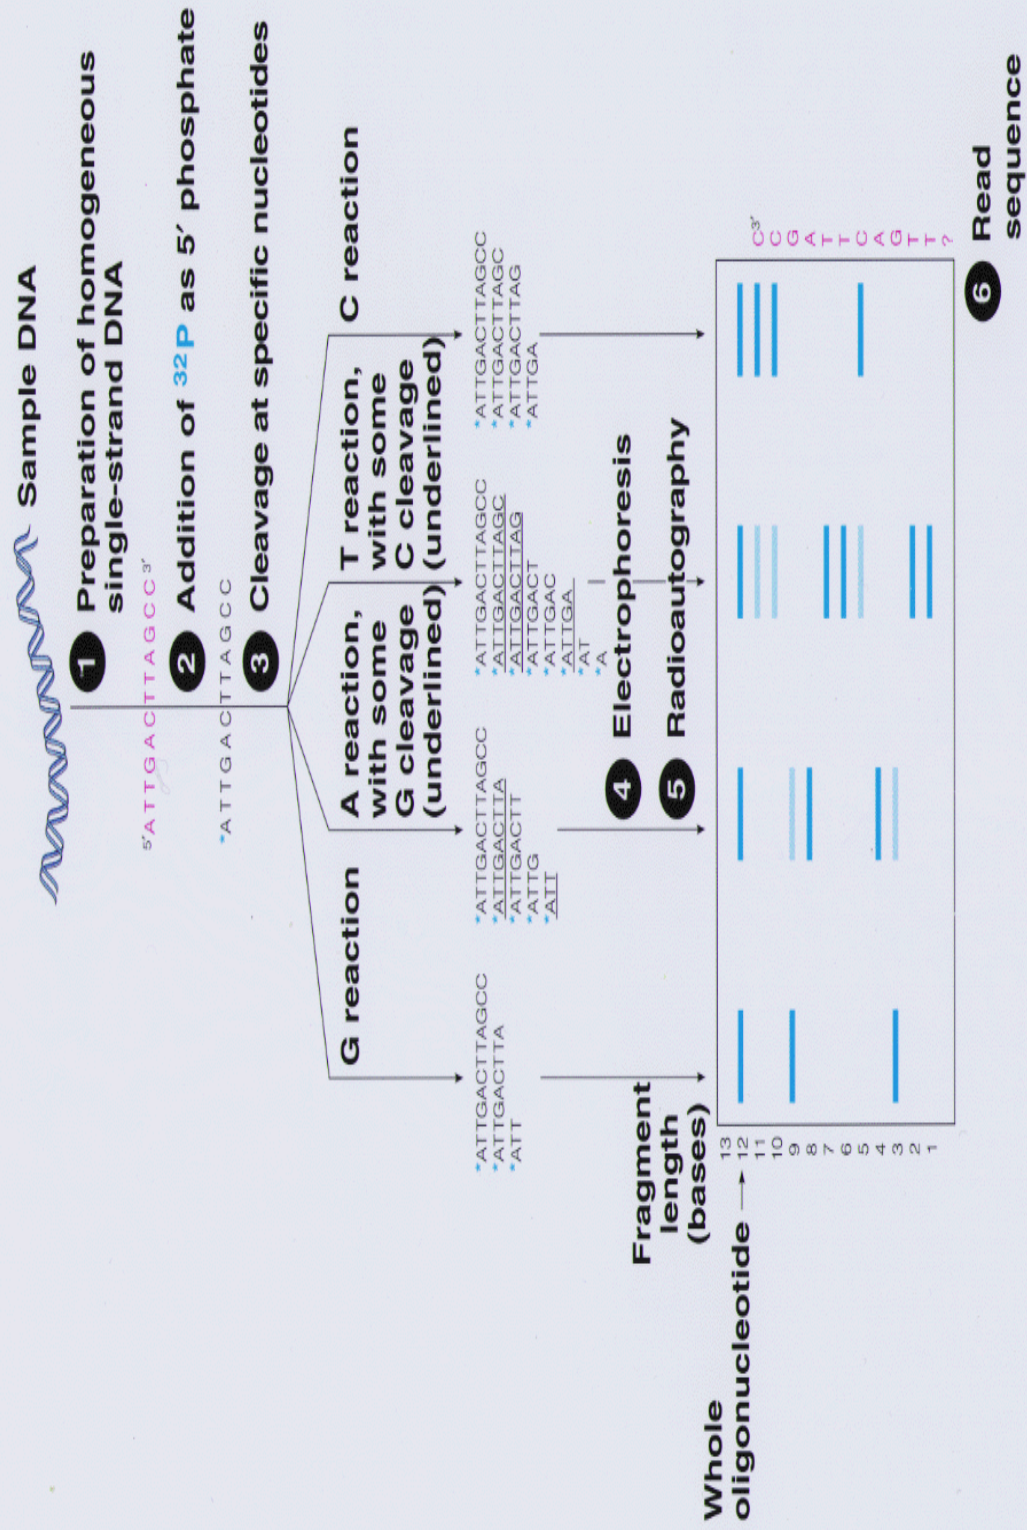 Sample DNA
1 Preparation of homogeneous
single-strand DNA
5′ATTGACTTAGCC3′
2 Addition of 32P as 5′ phosphate
*ATTGACTTAGCC
3 Cleavage at specific nucleotides
G reaction
A reaction,
with some
G cleavage
(underlined)
T reaction,
with some
C cleavage
(underlined)
C reaction
*ATTGACTTAGCC
*ATTGACTTA
*ATT
*ATTGACTTAGCC
*ATTGACTTA
*ATTGACTT
*ATTG
*ATT
*ATTGACTTAGCC
*ATTGACTTAGC
*ATTGACTTAG
*ATTGACT
*ATTGAC
*ATTGA
*AT
*A
*ATTGACTTAGCC
*ATTGACTTAGC
*ATTGACTTAG
*ATTGA
4 Electrophoresis
5 Radioautography
Fragment
length
(bases)
Whole
oligonucleotide
13
12
11
10
9
8
7
6
5
4
3
2
1
C3′
C
G
A
T
T
C
A
G
T
T
?
6 Read
sequence